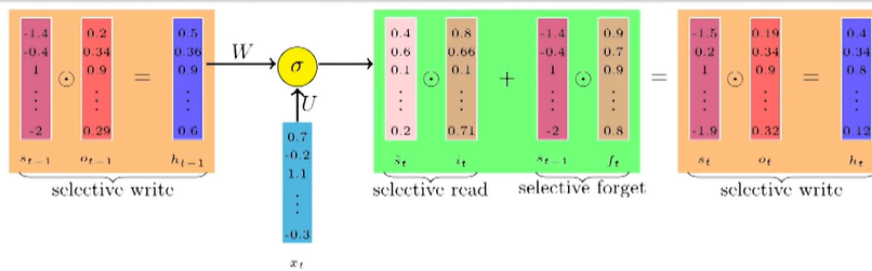 -1.4 0.2 0.5 0.4 0.8 -1.4 0.9 -1.5 0.19 0.4
-0.4 0.34 0.36 W σ 0.6 0.66 -0.4 0.7 0.2 0.34 0.34
1 ⊙ 0.9 = 0.9 0.1 ⊙ 0.1 + 1 ⊙ 0.9 = 1 ⊙ 0.9 = 0.8
⋮ ⋮ ⋮ U ⋮ ⋮ ⋮ ⋮ ⋮ ⋮ ⋮
-2 0.29 0.6 0.2 0.71 -2 0.8 -1.9 0.32 0.12
s_{t-1} o_{t-1} h_{t-1} s̃_t i_t s_{t-1} f_t s_t o_t h_t
selective write selective read selective forget selective write
0.7
-0.2
1.1
⋮
-0.3
x_t